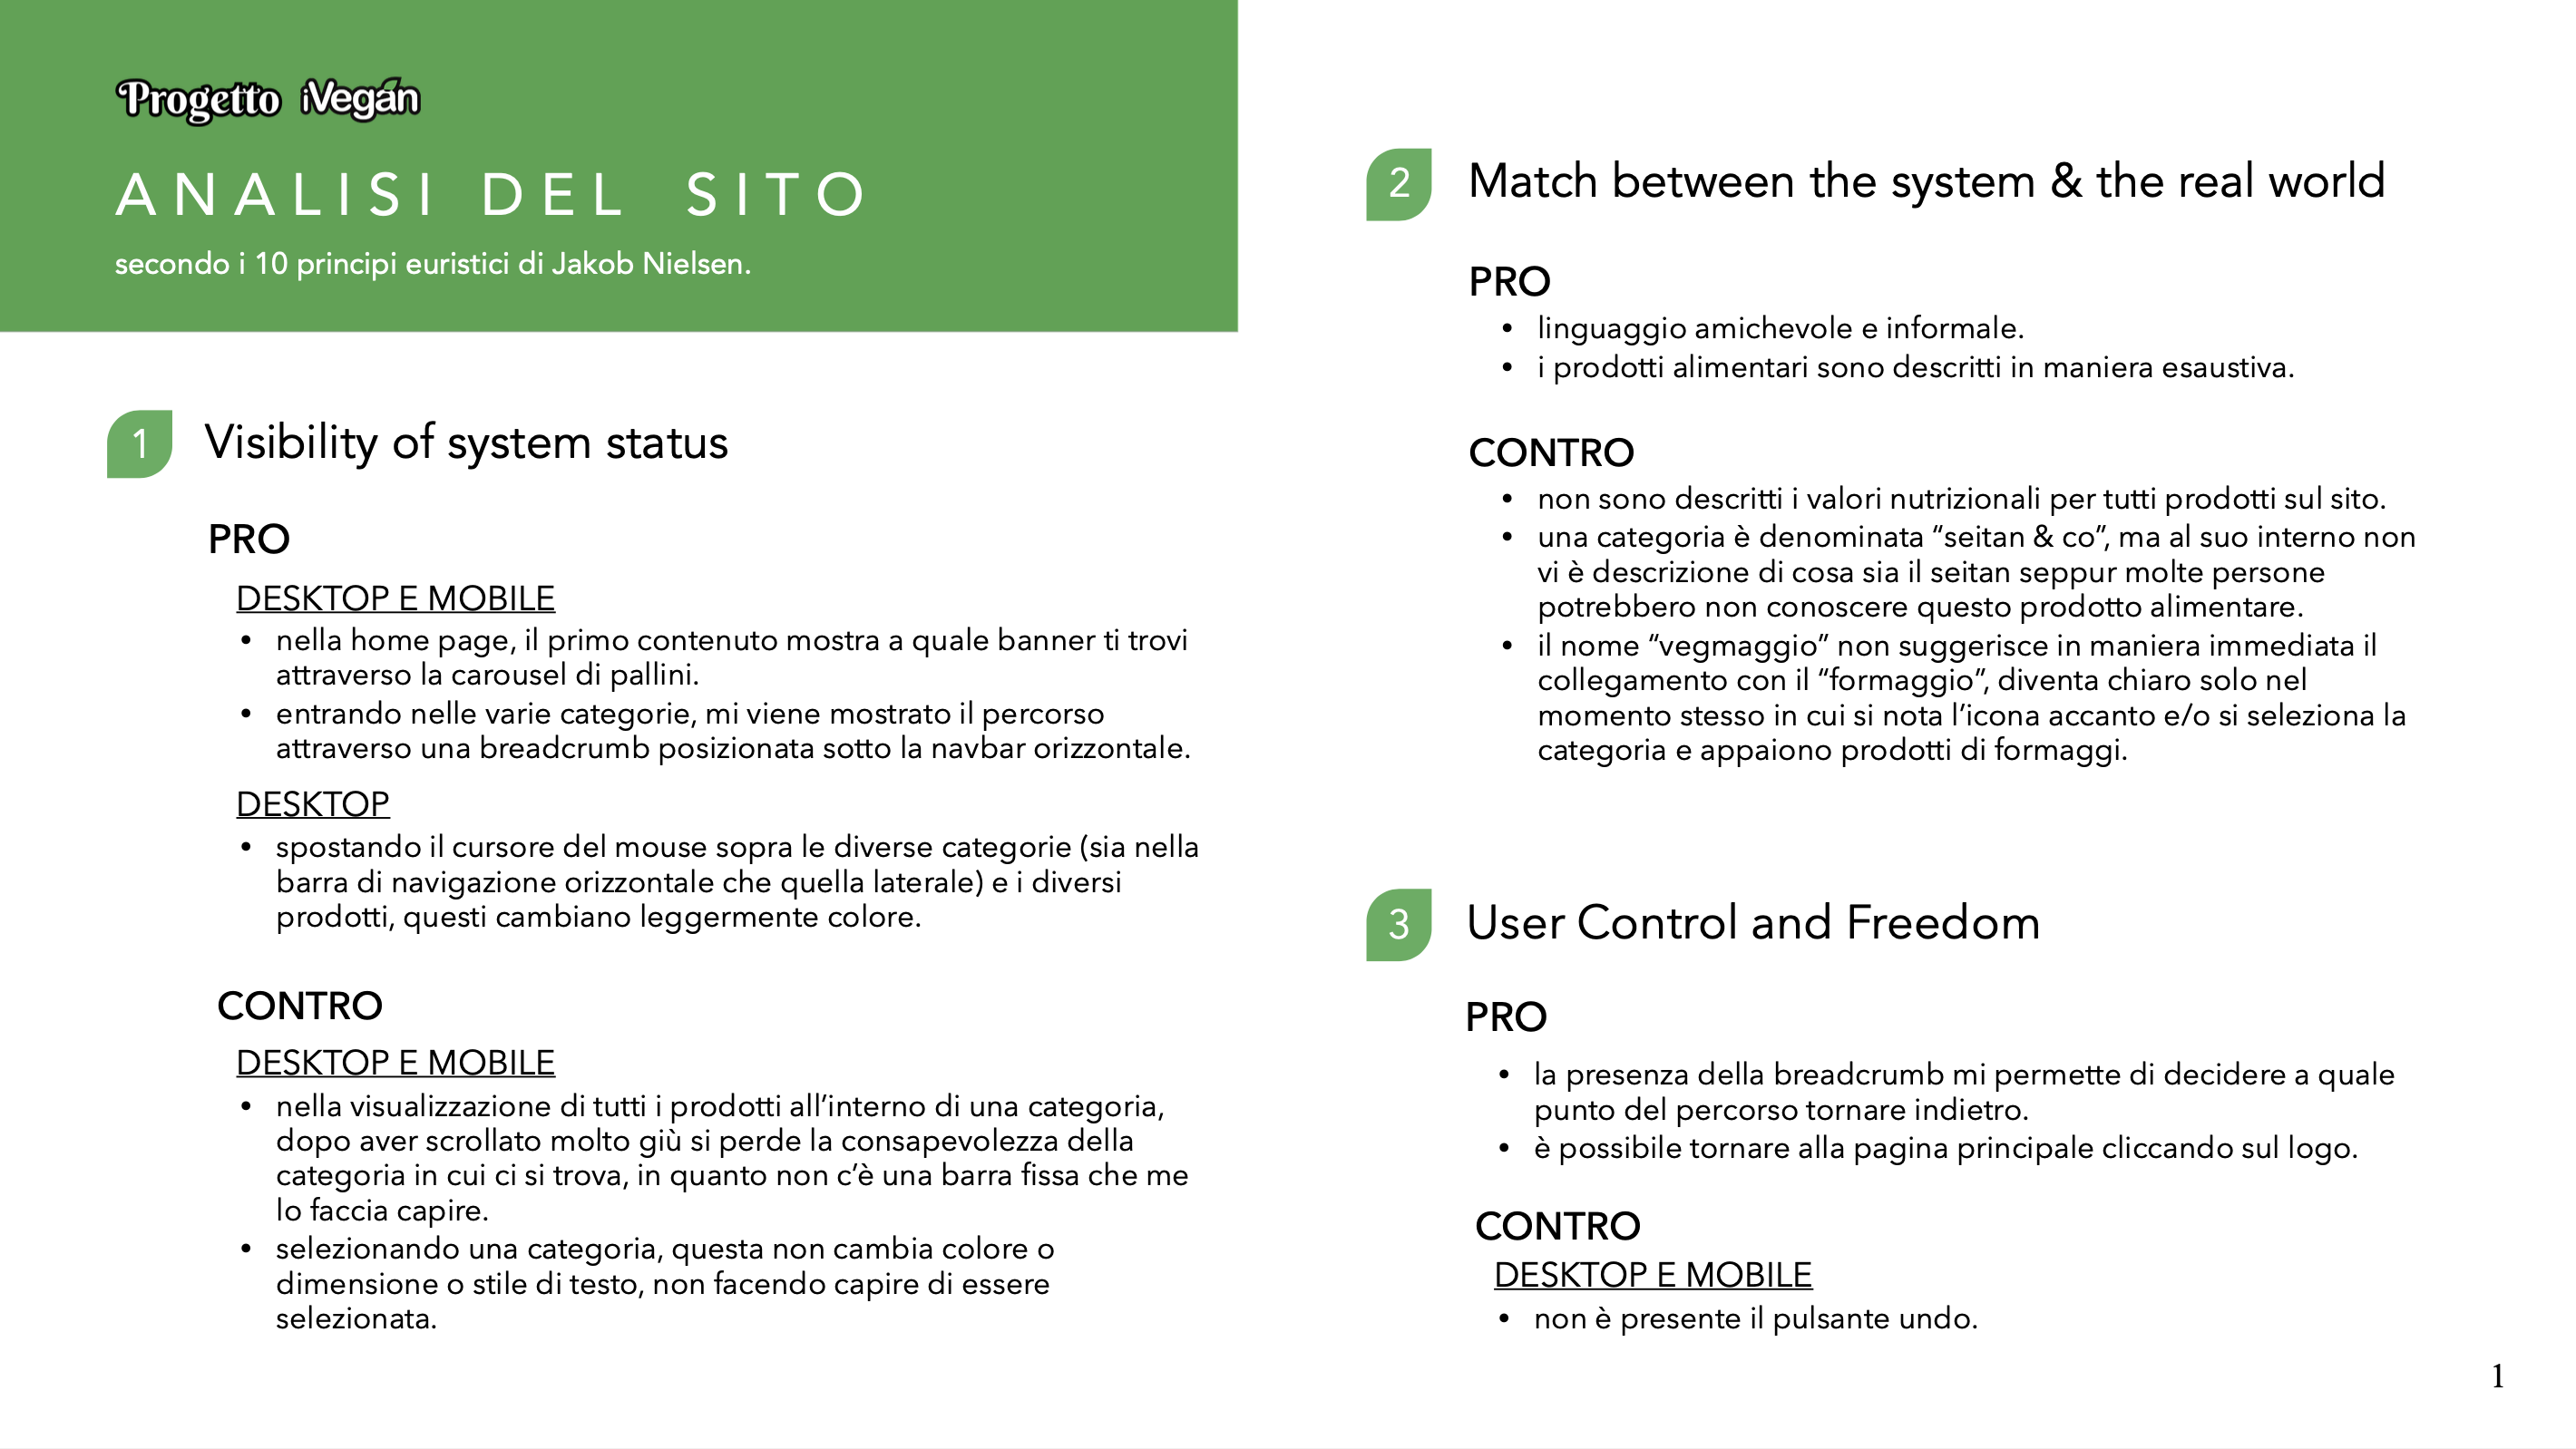 Progetto iVegan
ANALISI DEL SITO
secondo i 10 principi euristici di Jakob Nielsen.
1 Visibility of system status
PRO
DESKTOP E MOBILE
• nella home page, il primo contenuto mostra a quale banner ti trovi
attraverso la carousel di pallini.
• entrando nelle varie categorie, mi viene mostrato il percorso
attraverso una breadcrumb posizionata sotto la navbar orizzontale.
DESKTOP
• spostando il cursore del mouse sopra le diverse categorie (sia nella
barra di navigazione orizzontale che quella laterale) e i diversi
prodotti, questi cambiano leggermente colore.
CONTRO
DESKTOP E MOBILE
• nella visualizzazione di tutti i prodotti all’interno di una categoria,
dopo aver scrollato molto giù si perde la consapevolezza della
categoria in cui ci si trova, in quanto non c’è una barra fissa che me
lo faccia capire.
• selezionando una categoria, questa non cambia colore o
dimensione o stile di testo, non facendo capire di essere
selezionata.
2 Match between the system & the real world
PRO
• linguaggio amichevole e informale.
• i prodotti alimentari sono descritti in maniera esaustiva.
CONTRO
• non sono descritti i valori nutrizionali per tutti prodotti sul sito.
• una categoria è denominata “seitan & co”, ma al suo interno non
vi è descrizione di cosa sia il seitan seppur molte persone
potrebbero non conoscere questo prodotto alimentare.
• il nome “vegmaggio” non suggerisce in maniera immediata il
collegamento con il “formaggio”, diventa chiaro solo nel
momento stesso in cui si nota l’icona accanto e/o si seleziona la
categoria e appaiono prodotti di formaggi.
3 User Control and Freedom
PRO
• la presenza della breadcrumb mi permette di decidere a quale
punto del percorso tornare indietro.
• è possibile tornare alla pagina principale cliccando sul logo.
CONTRO
DESKTOP E MOBILE
• non è presente il pulsante undo.
1